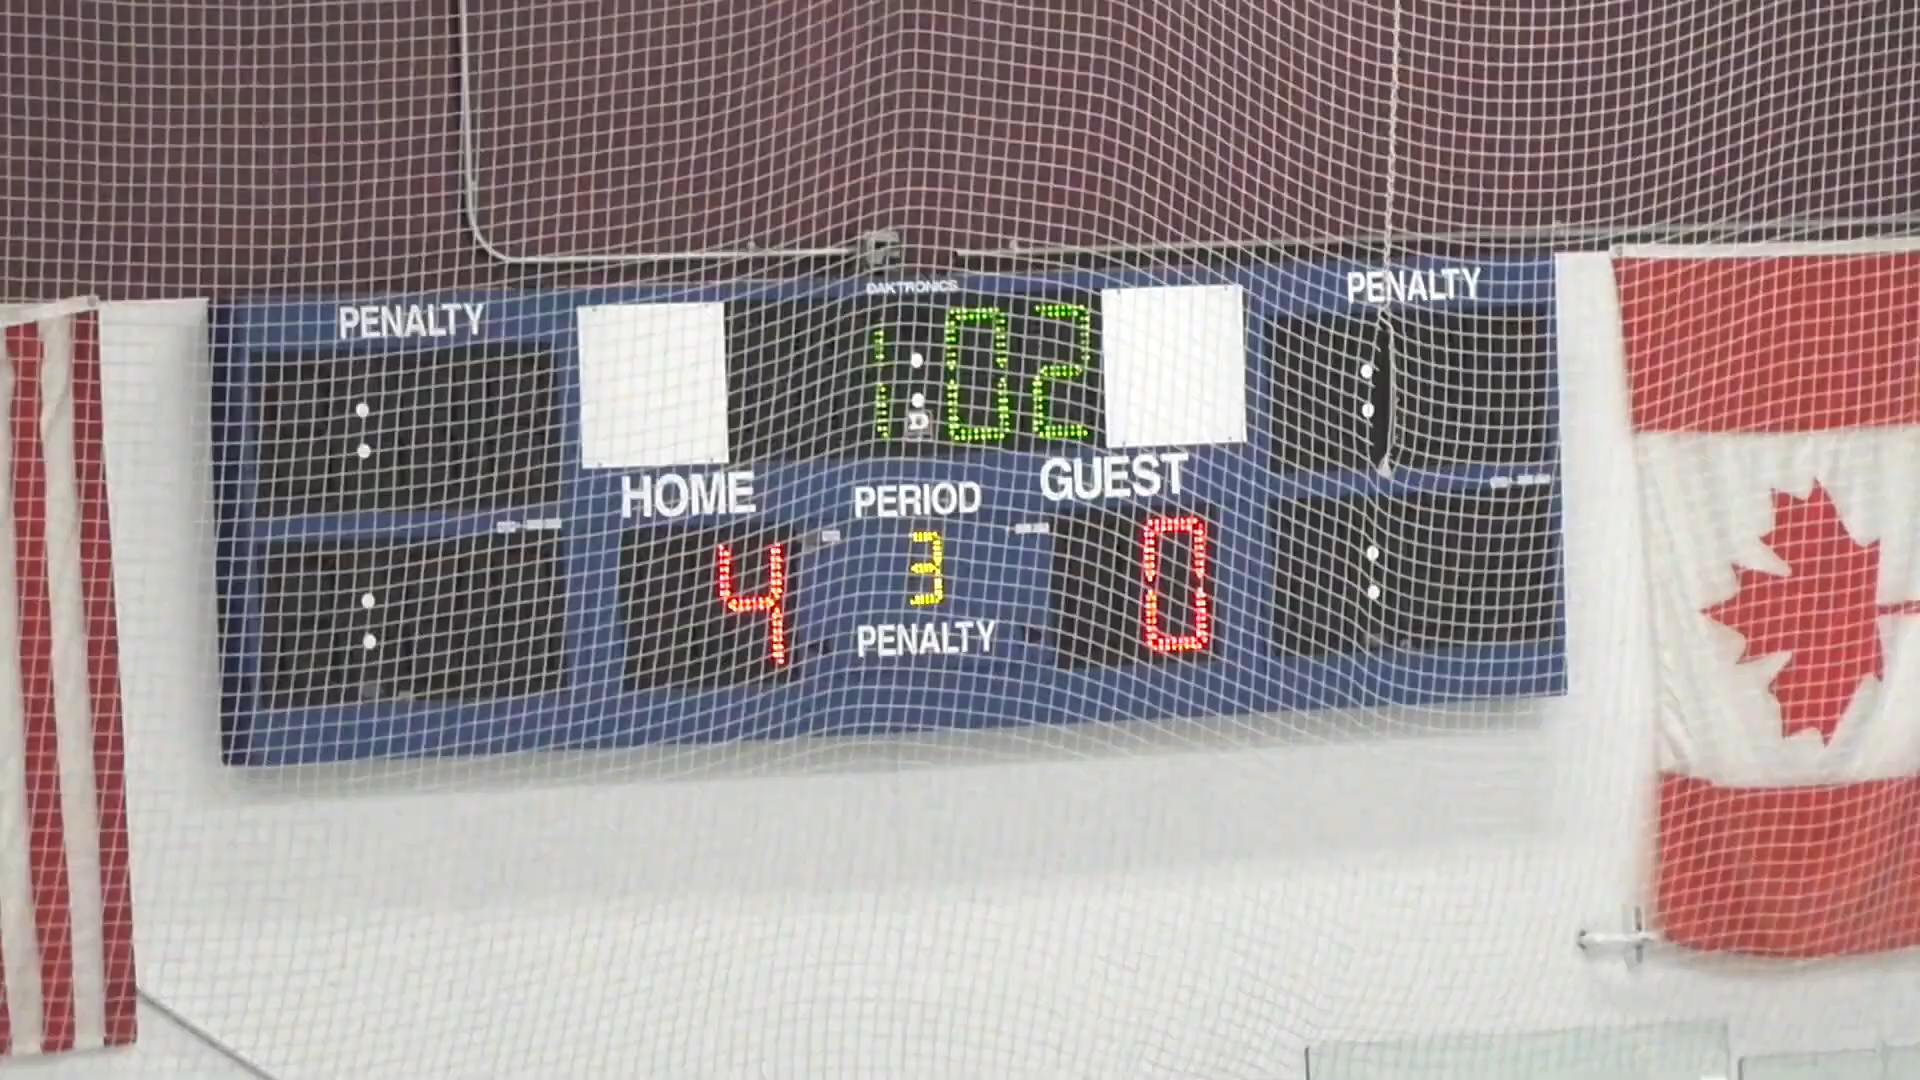 DAKTRONICS
PENALTY
1:02
PENALTY
HOME
PERIOD
GUEST
4
3
0
PENALTY